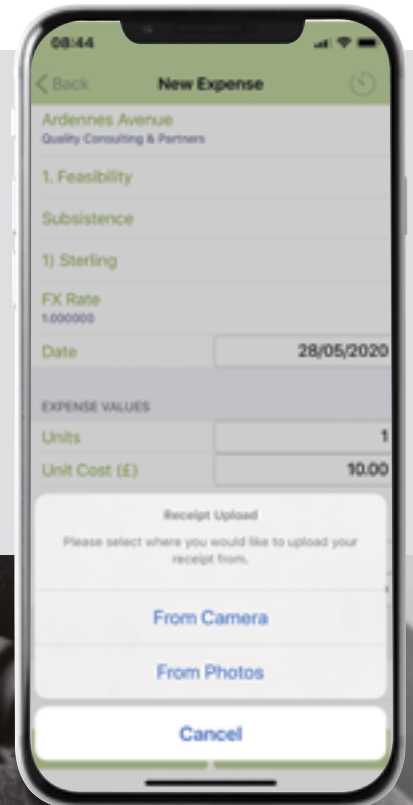 08:44
Back New Expense
Ardennes Avenue
Quality Consulting & Partners
1. Feasibility
Subsistence
1) Sterling
FX Rate
1.000000
Date 28/05/2020
EXPENSE VALUES
Units 1
Unit Cost (£) 10.00
Receipt Upload
Please select where you would like to upload your
receipt from.
From Camera
From Photos
Cancel